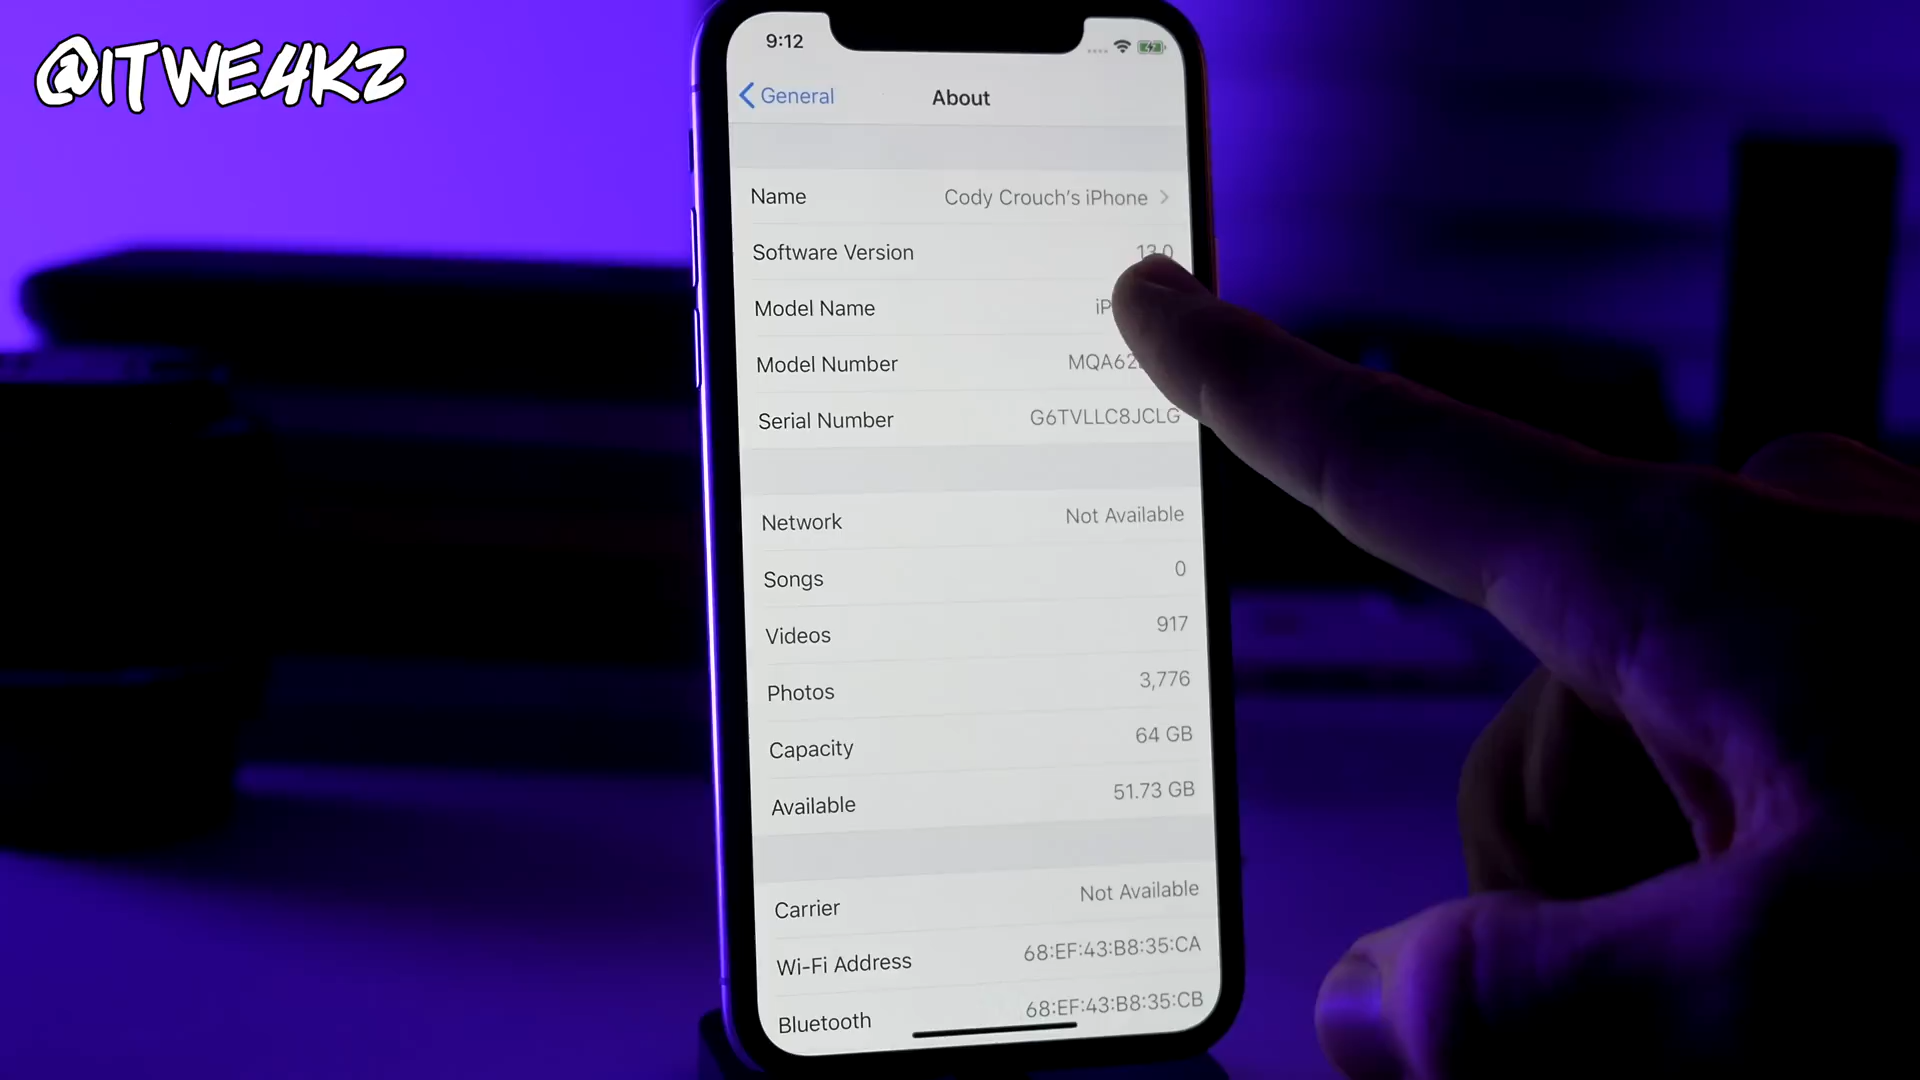 @iTWE4KZ
9:12
General
About
Name Cody Crouch's iPhone
Software Version 13.0
Model Name
Model Number
Serial Number G6TVLLC8JCLG
Network Not Available
Songs 0
Videos 917
Photos 3,776
Capacity 64 GB
Available 51.73 GB
Carrier Not Available
Wi-Fi Address 68:EF:43:B8:35:CA
Bluetooth 68:EF:43:B8:35:CB